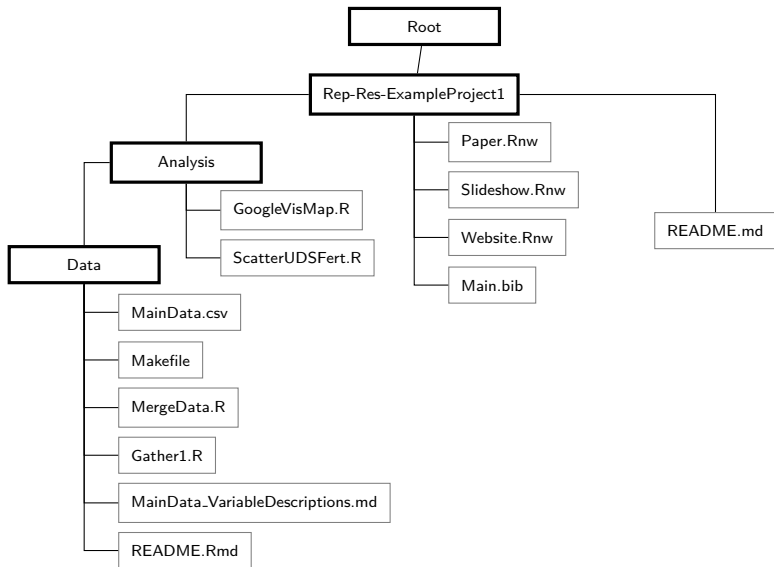 Root
Rep-Res-ExampleProject1
Paper.Rnw
Analysis
Slideshow.Rnw
GoogleVisMap.R
README.md
Website.Rnw
ScatterUDSFert.R
Data
Main.bib
MainData.csv
Makefile
MergeData.R
Gather1.R
MainData_VariableDescriptions.md
README.Rmd